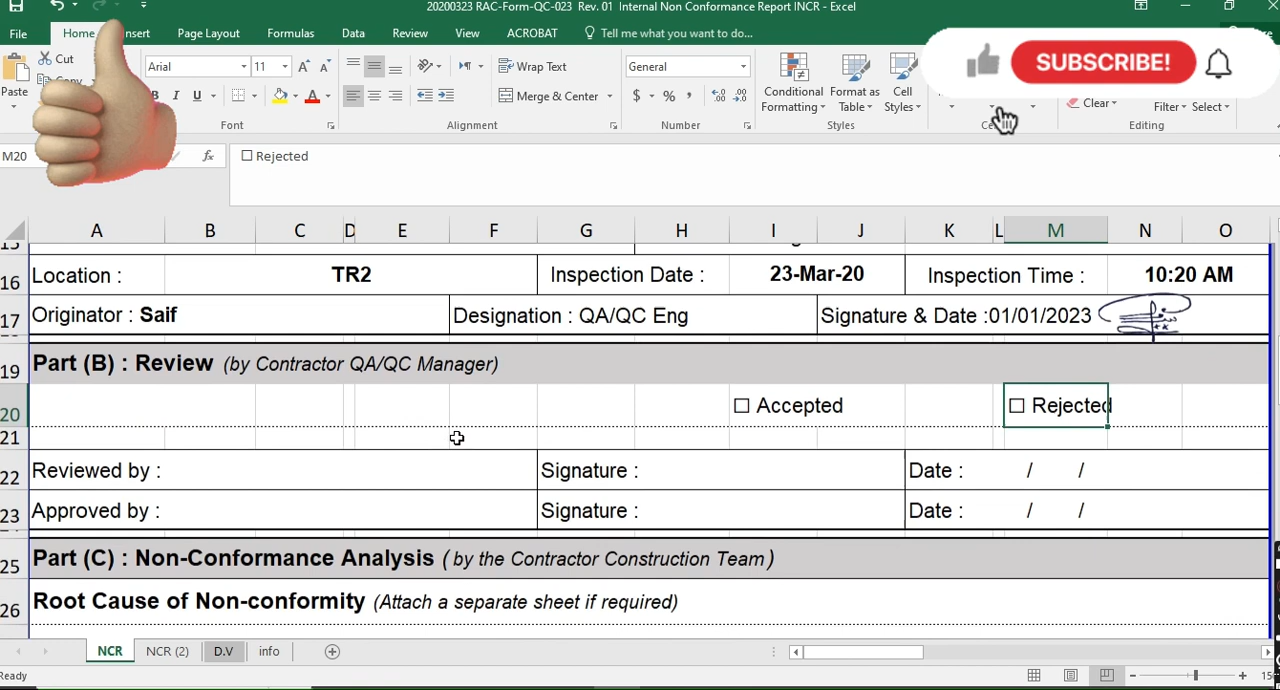 20200323 RAC-Form-QC-023 Rev. 01 Internal Non Conformance Report INCR - Excel
File Home Insert Page Layout Formulas Data Review View ACROBAT Tell me what you want to do...
SUBSCRIBE!
Cut
Copy
Paste
Arial 11
B I U
Wrap Text
Merge & Center
General
$ % ,
Conditional Formatting
Format as Table
Cell Styles
Clear
Filter Select
Font Alignment Number Styles Editing
M20 fx ☐ Rejected
A B C D E F G H I J K L M N O
15
16 Location : TR2 Inspection Date : 23-Mar-20 Inspection Time : 10:20 AM
17 Originator : Saif Designation : QA/QC Eng Signature & Date :01/01/2023
19 Part (B) : Review (by Contractor QA/QC Manager)
20 ☐ Accepted ☐ Rejected
21
22 Reviewed by : Signature : Date : / /
23 Approved by : Signature : Date : / /
25 Part (C) : Non-Conformance Analysis ( by the Contractor Construction Team)
26 Root Cause of Non-conformity (Attach a separate sheet if required)
NCR NCR (2) D.V info
Ready